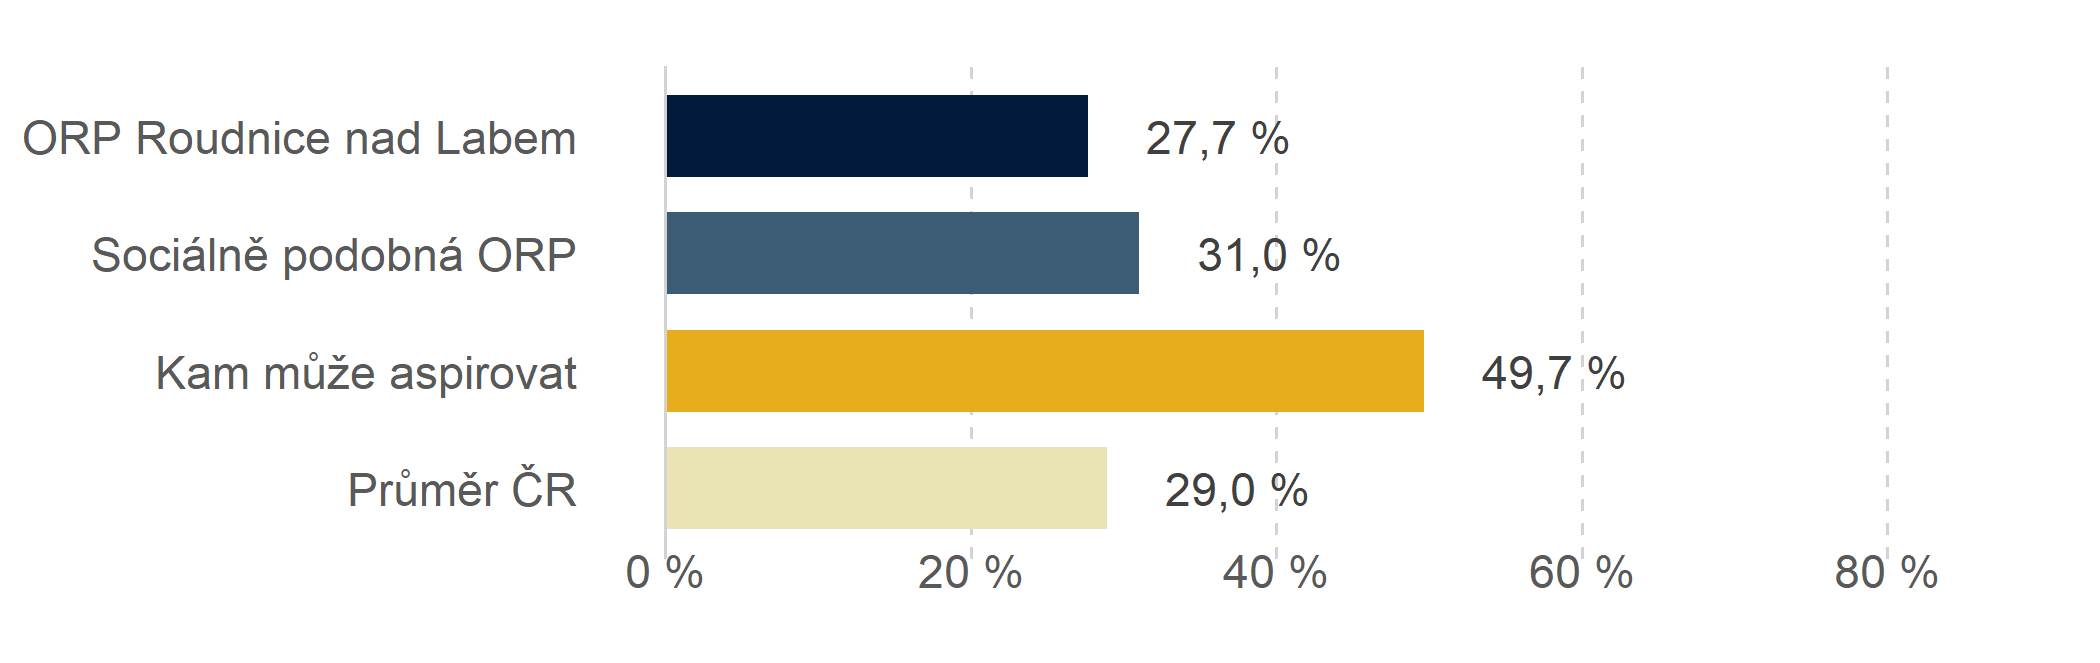 ORP Roudnice nad Labem 27,7 %
Sociálně podobná ORP 31,0 %
Kam může aspirovat 49,7 %
Průměr ČR 29,0 %
0 % 20 % 40 % 60 % 80 %